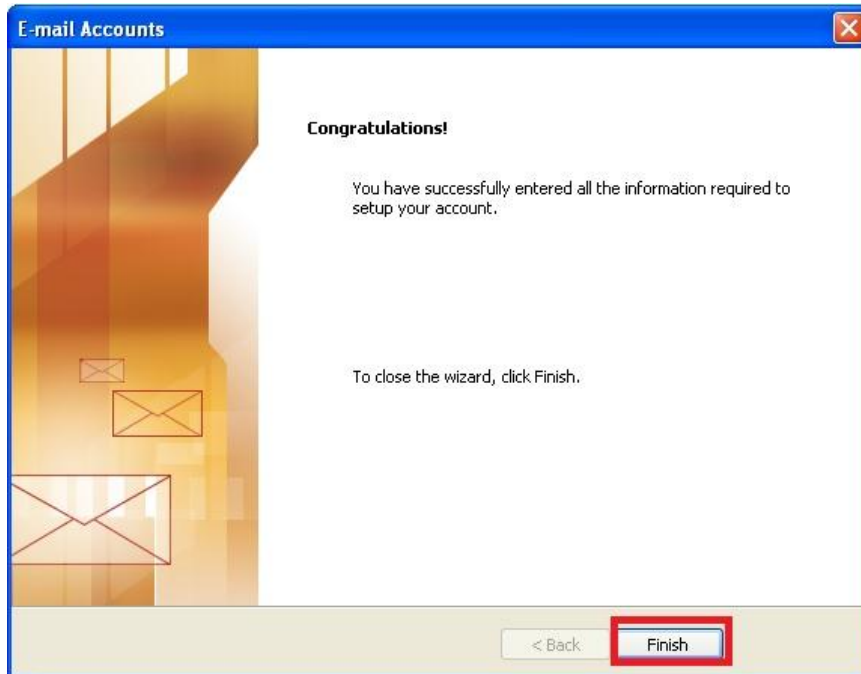 E-mail Accounts
Congratulations!
You have successfully entered all the information required to
setup your account.
To close the wizard, click Finish.
< Back
Finish